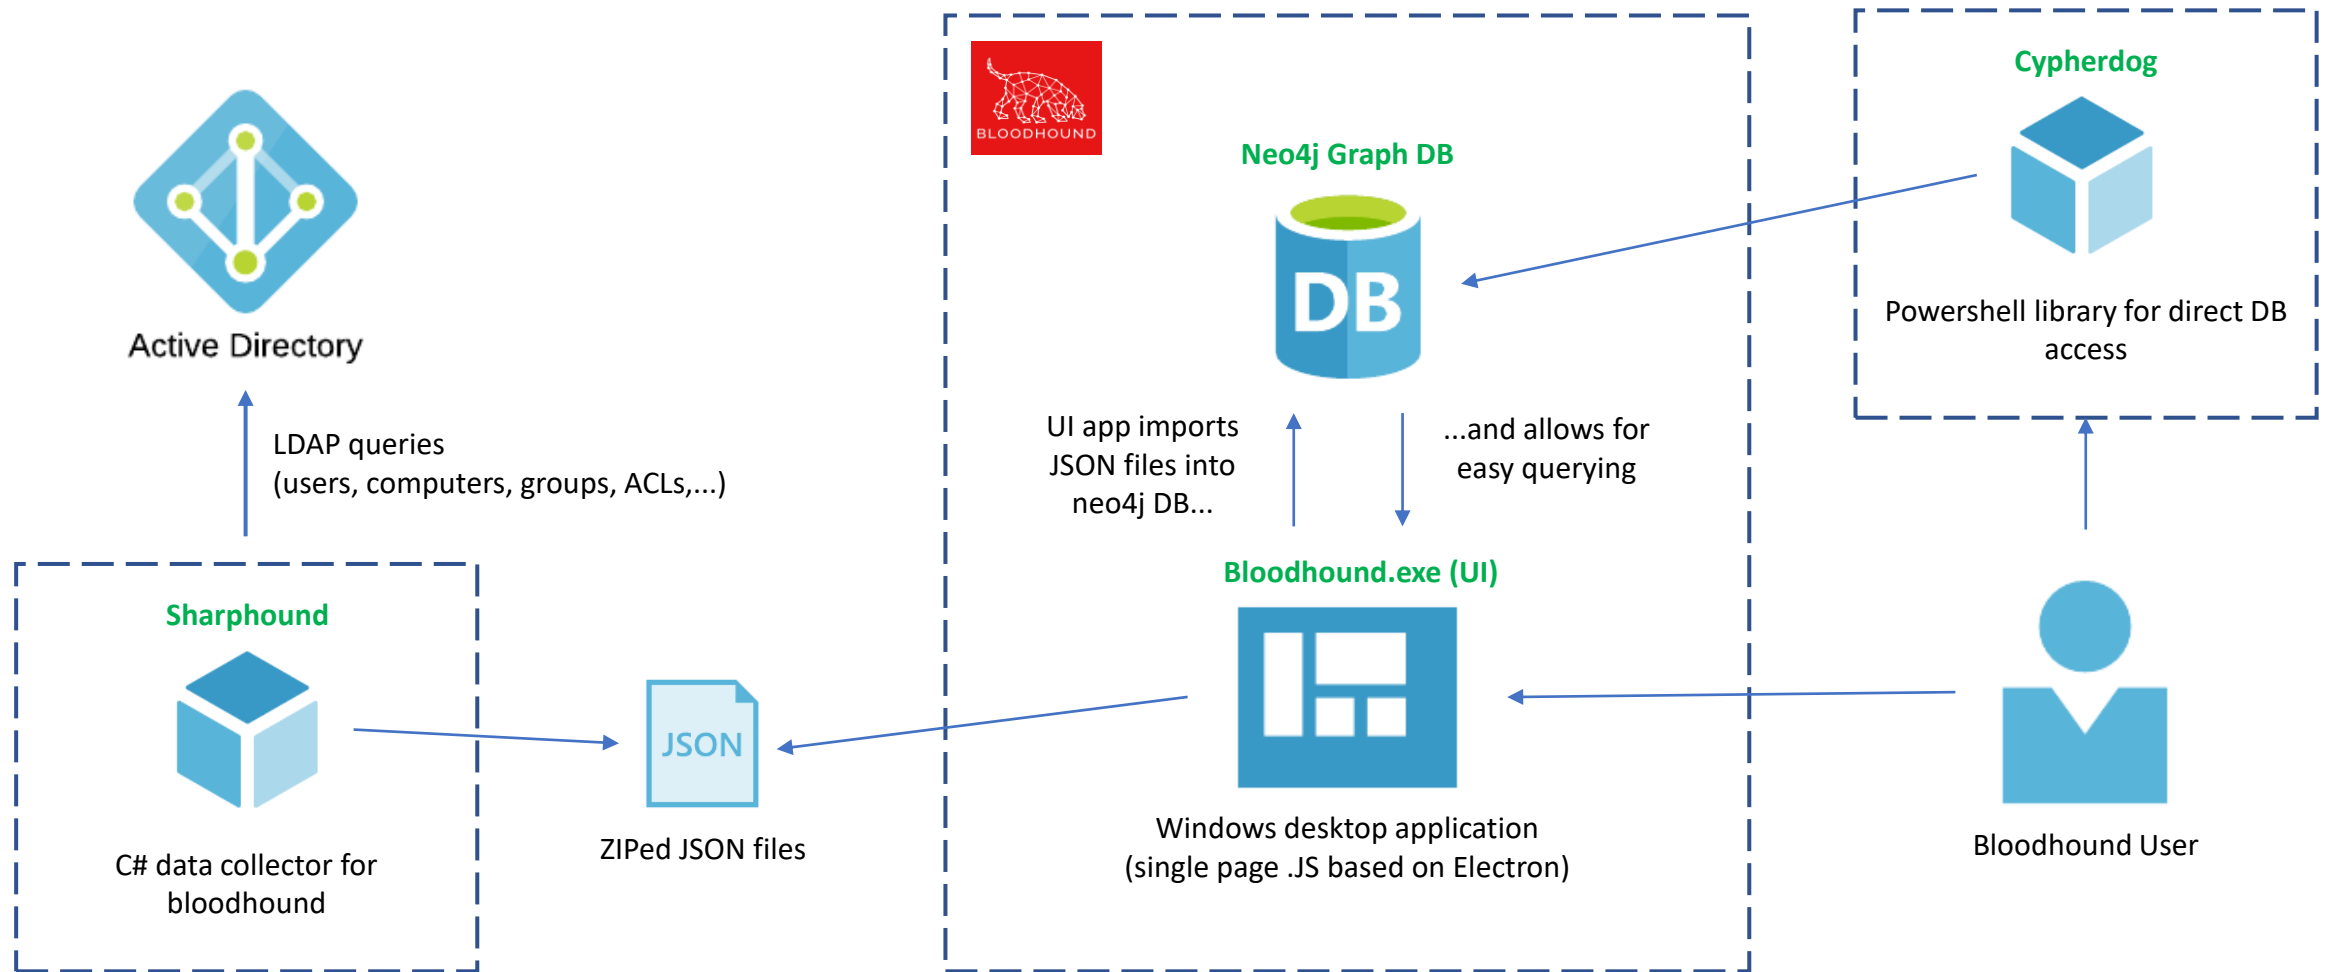 Active Directory
LDAP queries
(users, computers, groups, ACLs,...)
Sharphound
C# data collector for
bloodhound
JSON
ZIPed JSON files
BLOODHOUND
Neo4j Graph DB
DB
UI app imports
JSON files into
neo4j DB...
...and allows for
easy querying
Bloodhound.exe (UI)
Windows desktop application
(single page .JS based on Electron)
Cypherdog
Powershell library for direct DB
access
Bloodhound User